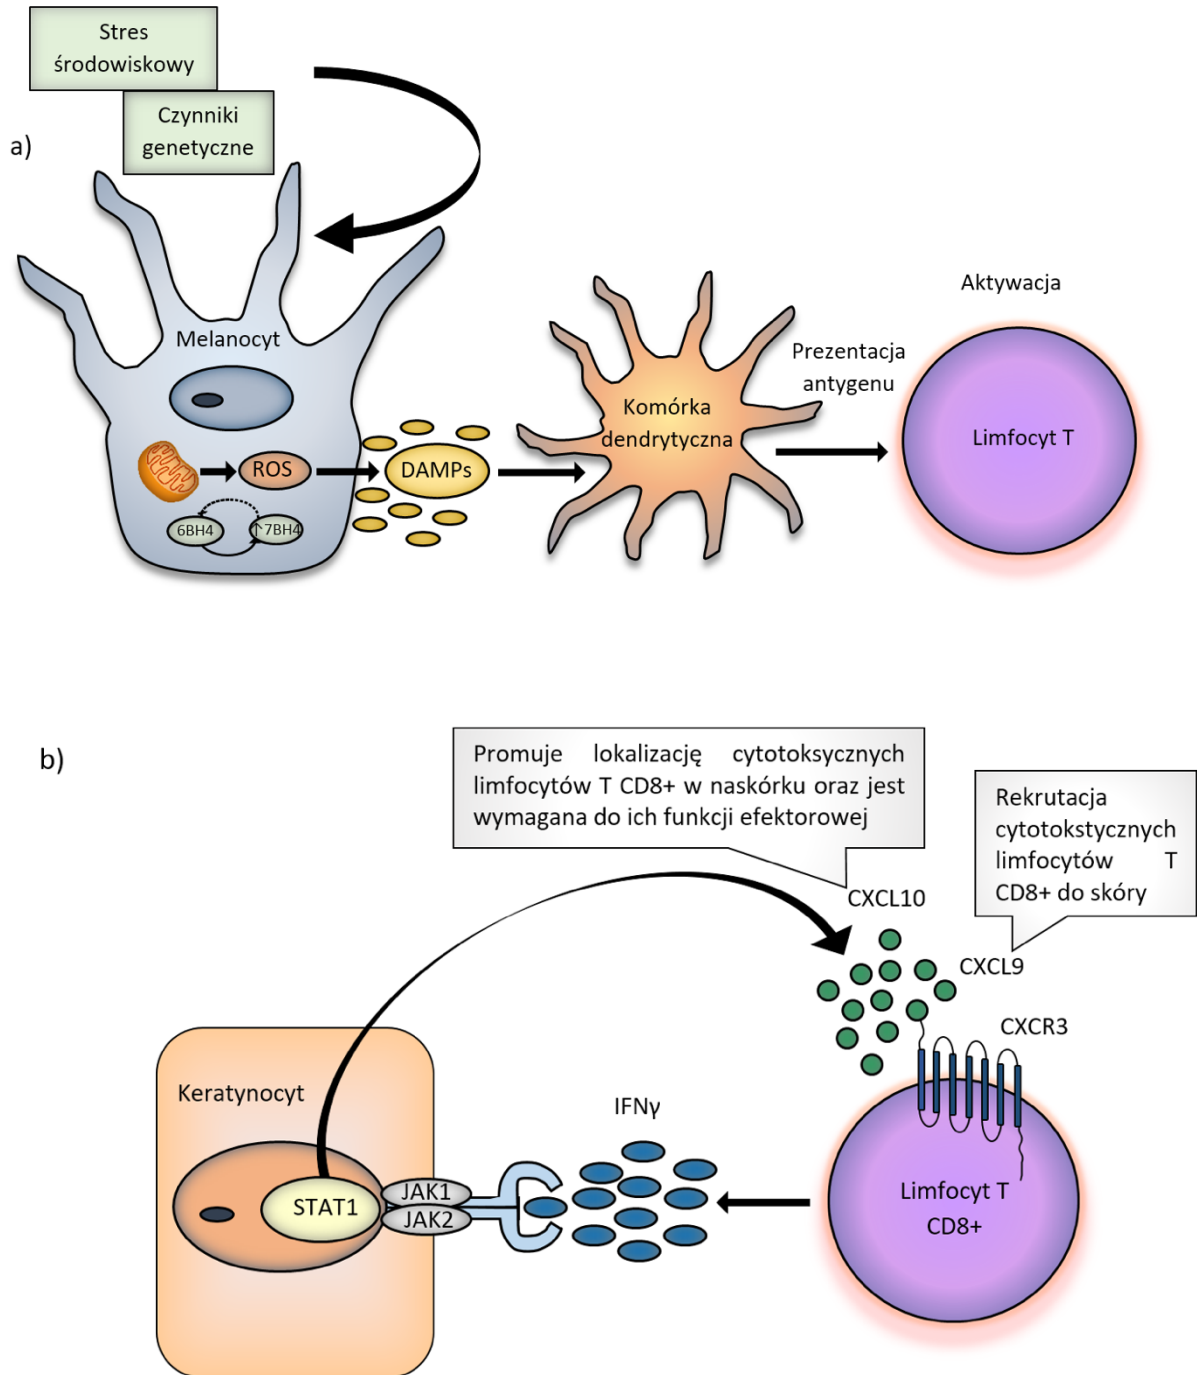 Stres
środowiskowy
Czynniki
genetyczne
a)
Melanocyt
Aktywacja
Prezentacja
antygenu
Komórka
dendrytyczna
Limfocyt T
ROS
DAMPs
6BH4
↑7BH4
b)
Promuje lokalizację cytotoksycznych
limfocytów T CD8+ w naskórku oraz jest
wymagana do ich funkcji efektorowej
Rekrutacja
cytotokstycznych
limfocytów T
CD8+ do skóry
CXCL10
CXCL9
CXCR3
Keratynocyt
IFNγ
STAT1
JAK1
JAK2
Limfocyt T
CD8+